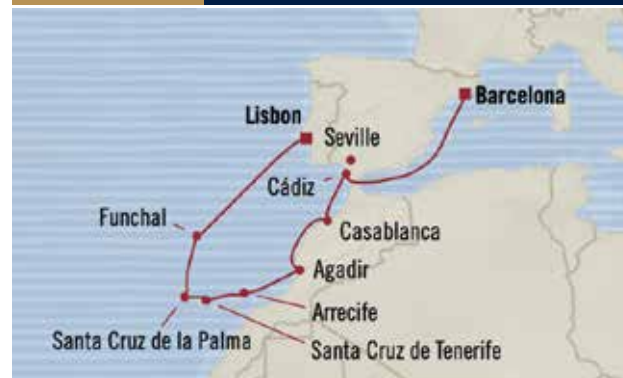 Barcelona
Lisbon
Seville
Cádiz
Funchal
Casablanca
Agadir
Arrecife
Santa Cruz de la Palma
Santa Cruz de Tenerife